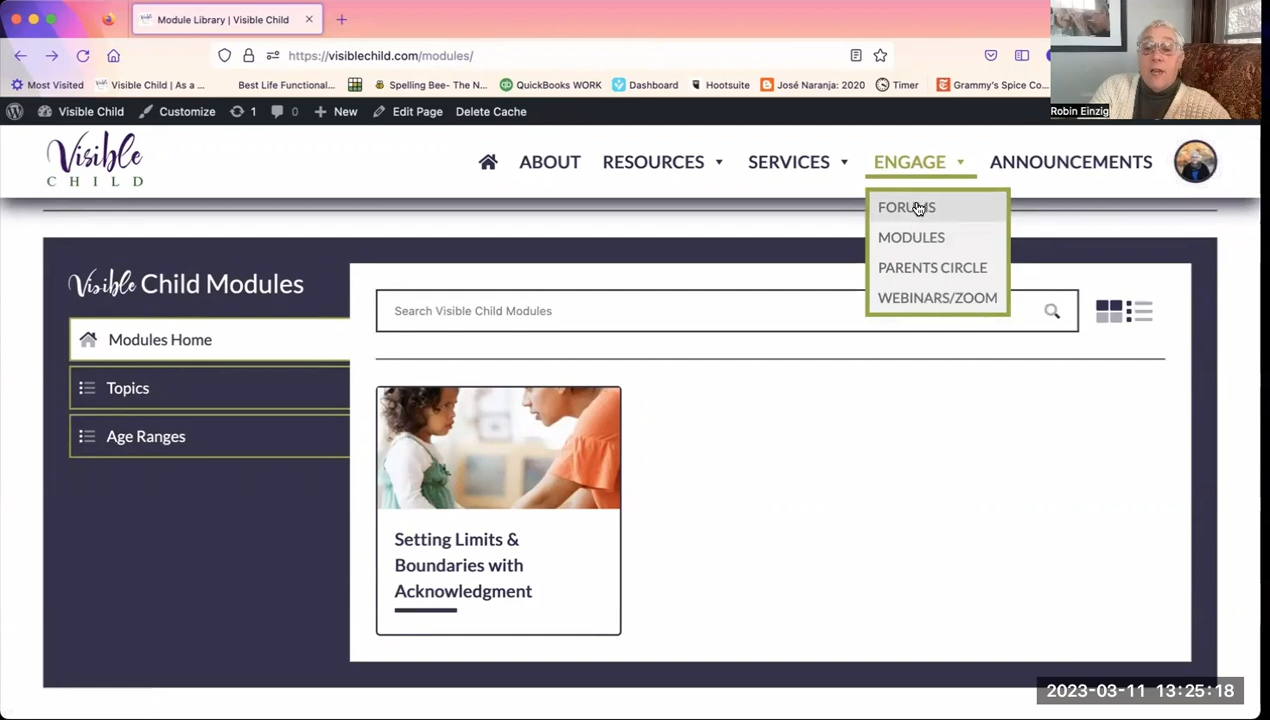 Module Library | Visible Child
https://visiblechild.com/modules/
Most Visited
Visible Child | As a ...
Best Life Functional...
Spelling Bee- The N...
QuickBooks WORK
Dashboard
Hootsuite
José Naranja: 2020
Timer
Grammy's Spice Co...
Robin Einzig
Visible Child
Customize
1
0
New
Edit Page
Delete Cache
Visible
CHILD
ABOUT
RESOURCES
SERVICES
ENGAGE
ANNOUNCEMENTS
FORUMS
MODULES
PARENTS CIRCLE
WEBINARS/ZOOM
Visible Child Modules
Search Visible Child Modules
Modules Home
Topics
Age Ranges
Setting Limits &
Boundaries with
Acknowledgment
2023-03-11 13:25:18